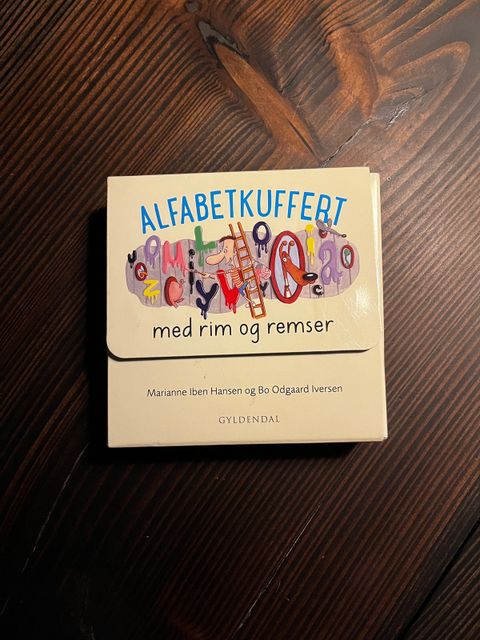 ALFABETKUFFERT
med rim og remser
Marianne Iben Hansen og Bo Odgaard Iversen
GYLDENDAL